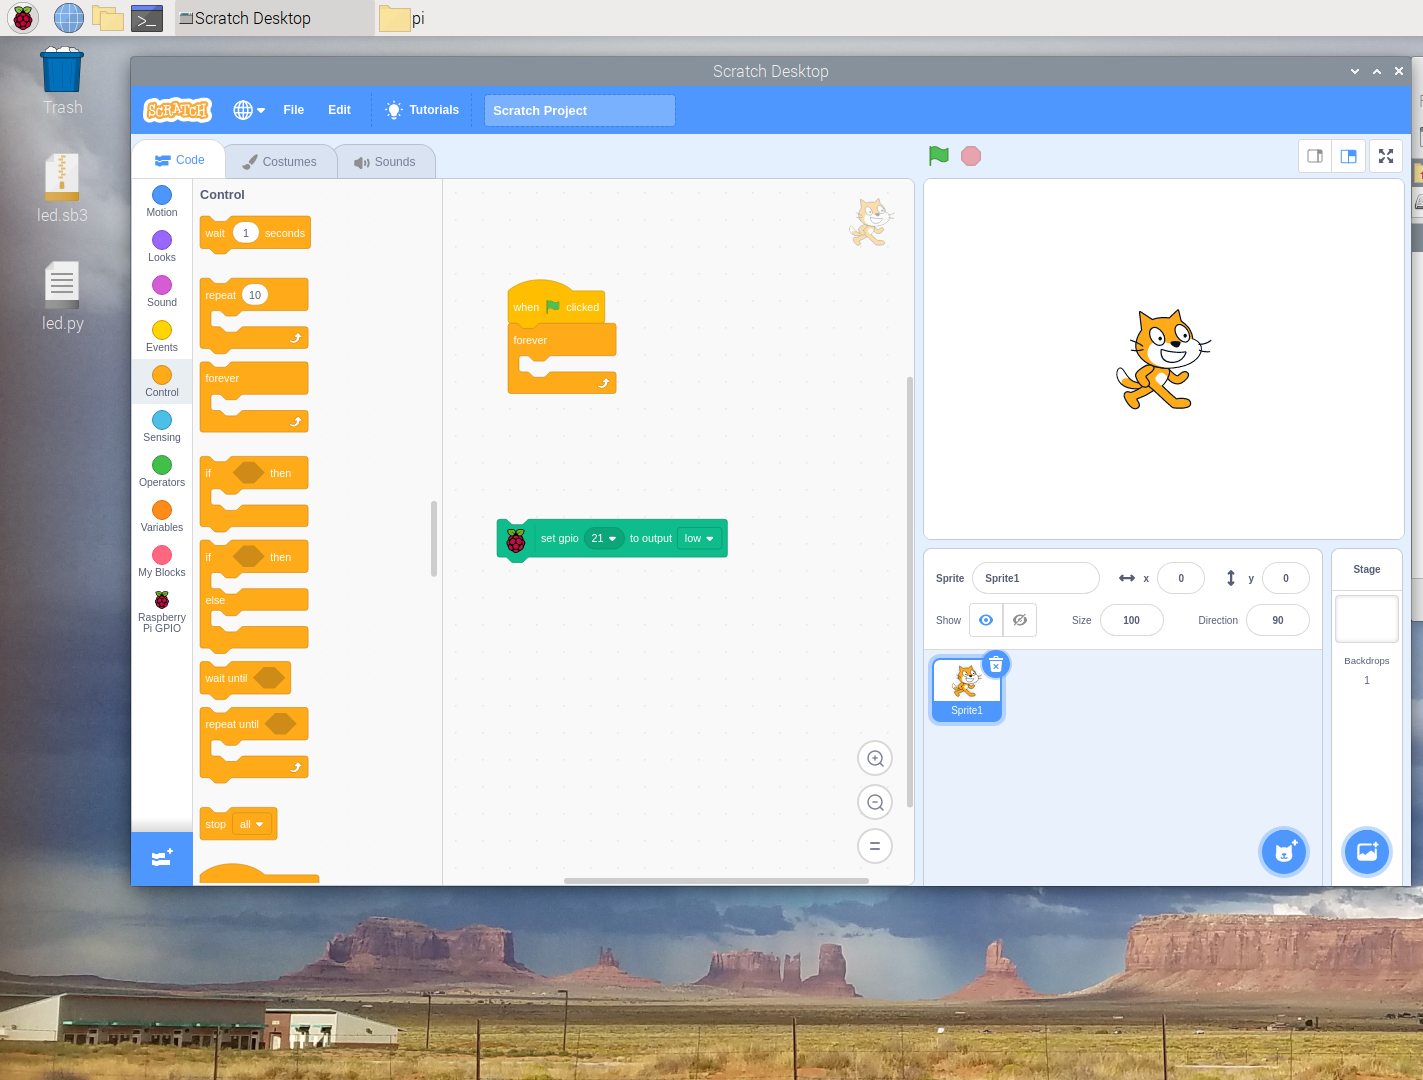 Scratch Desktop
pi
Trash
led.sb3
led.py
Scratch Desktop
SCRATCH
File
Edit
Tutorials
Scratch Project
Code
Costumes
Sounds
Motion
Looks
Sound
Events
Control
Sensing
Operators
Variables
My Blocks
Raspberry
Pi GPIO
Control
wait 1 seconds
repeat 10
forever
if then
if then
else
wait until
repeat until
stop all
when clicked
forever
set gpio 21 to output low
Sprite Sprite1 x 0 y 0
Show Size 100 Direction 90
Sprite1
Stage
Backdrops
1